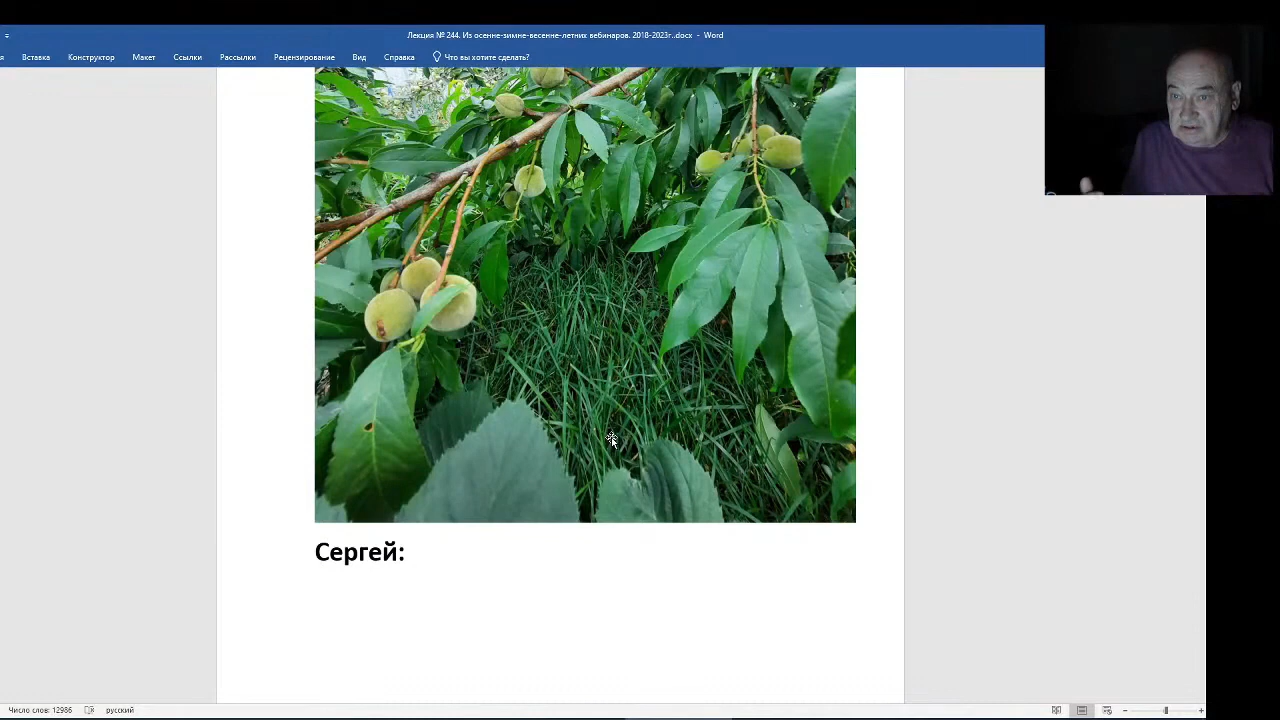 Лекция № 244. Из осенне-зимне-весенне-летних вебинаров. 2018-2023г..docx - Word
я Вставка Конструктор Макет Ссылки Рассылки Рецензирование Вид Справка Что вы хотите сделать?
Сергей:
Число слов: 12986 русский